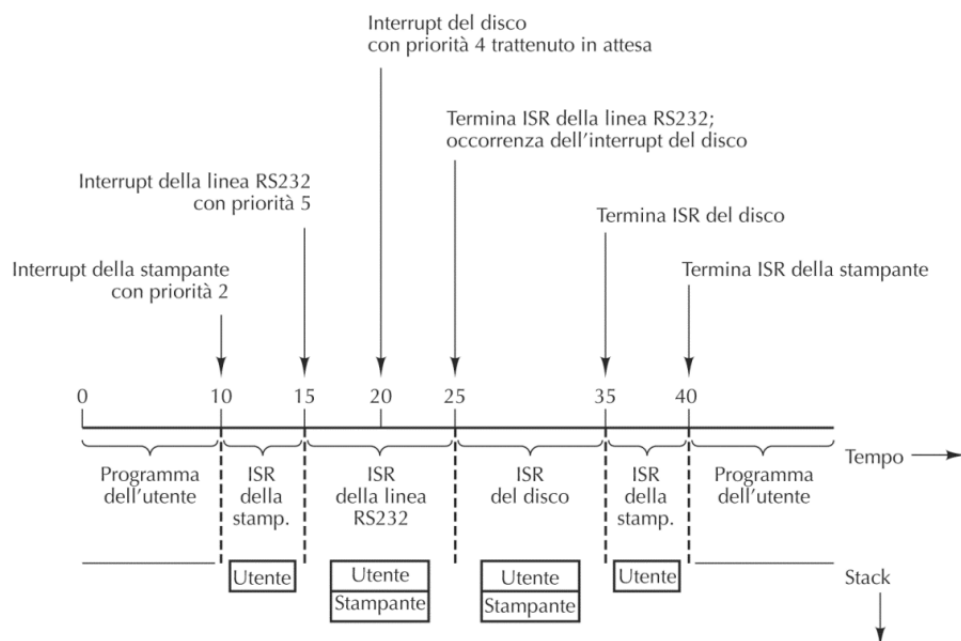 Interrupt del disco
con priorità 4 trattenuto in attesa
Termina ISR della linea RS232;
occorrenza dell'interrupt del disco
Interrupt della linea RS232
con priorità 5
Termina ISR del disco
Interrupt della stampante
con priorità 2
Termina ISR della stampante
0 10 15 20 25 35 40
Tempo
Programma
dell'utente
ISR
della
stamp.
ISR
della linea
RS232
ISR
del disco
ISR
della
stamp.
Programma
dell'utente
Utente
Utente
Stampante
Utente
Stampante
Utente
Stack